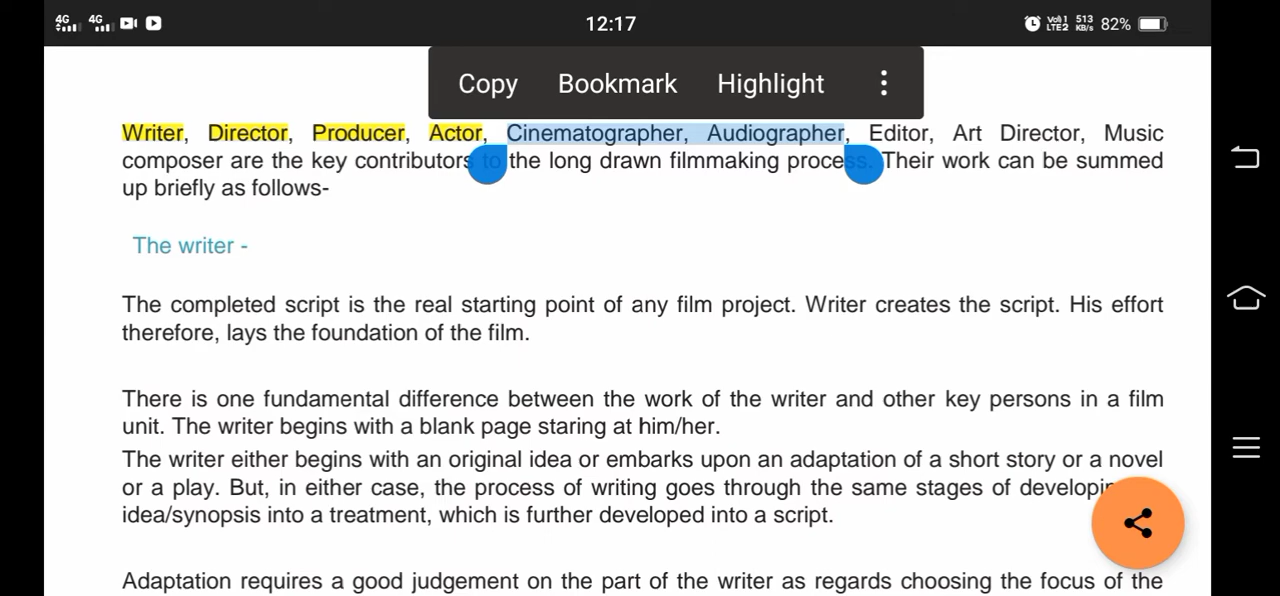 4G 4G 12:17 VoJ 1 LTE2 513 KB/s 82%
Copy Bookmark Highlight
Writer, Director, Producer, Actor, Cinematographer, Audiographer, Editor, Art Director, Music
composer are the key contributors to the long drawn filmmaking process. Their work can be summed
up briefly as follows-
The writer -
The completed script is the real starting point of any film project. Writer creates the script. His effort
therefore, lays the foundation of the film.
There is one fundamental difference between the work of the writer and other key persons in a film
unit. The writer begins with a blank page staring at him/her.
The writer either begins with an original idea or embarks upon an adaptation of a short story or a novel
or a play. But, in either case, the process of writing goes through the same stages of
idea/synopsis into a treatment, which is further developed into a script.
Adaptation requires a good judgement on the part of the writer as regards choosing the focus of the